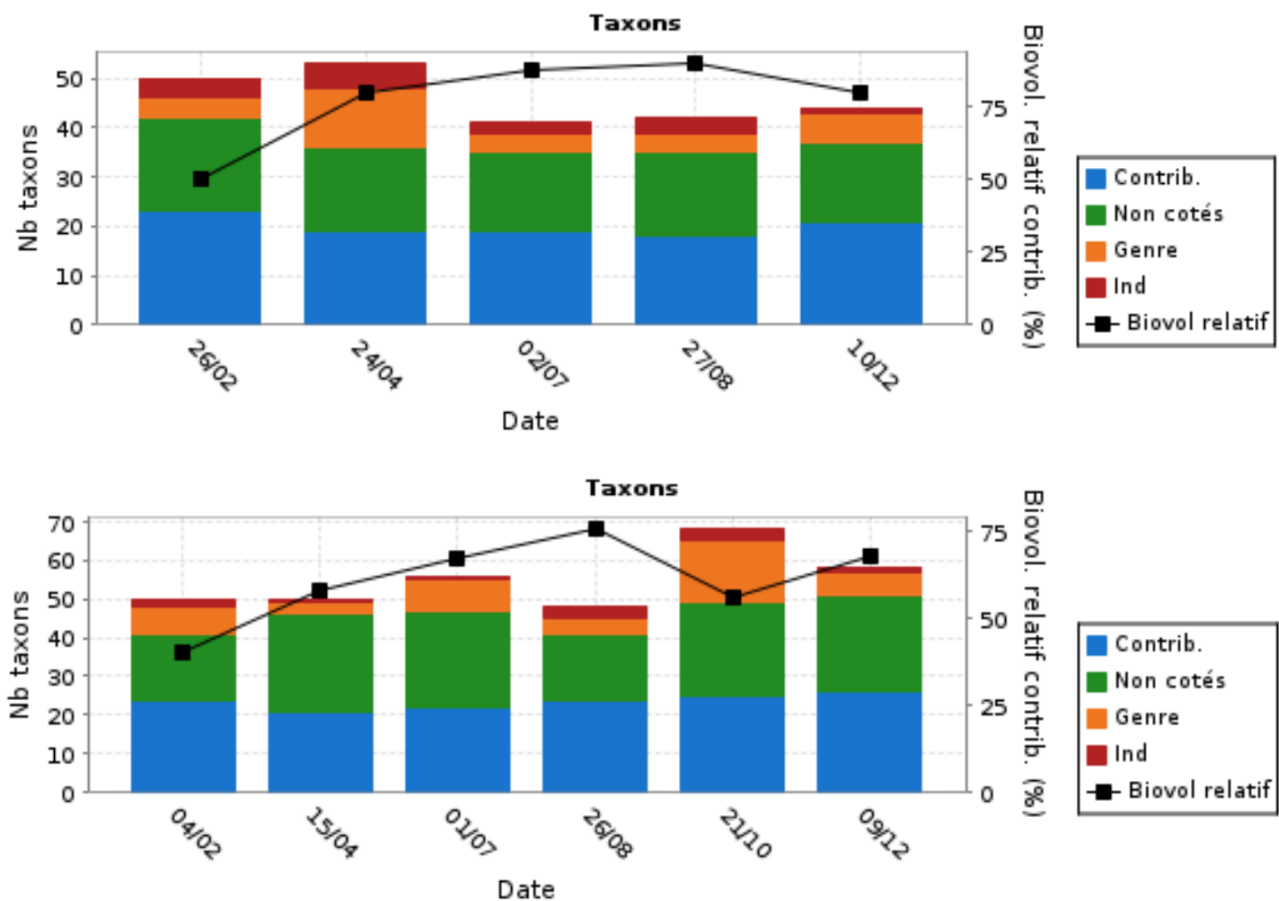 Taxons
Nb taxons
50
40
30
20
10
0
Biovol. relatif contrib. (%)
75
50
25
0
26/02
24/04
02/07
27/08
10/12
Date
Contrib.
Non cotés
Genre
Ind
Biovol relatif
Taxons
Nb taxons
70
60
50
40
30
20
10
0
Biovol. relatif contrib. (%)
75
50
25
0
04/02
15/04
01/07
26/08
21/10
09/12
Date
Contrib.
Non cotés
Genre
Ind
Biovol relatif